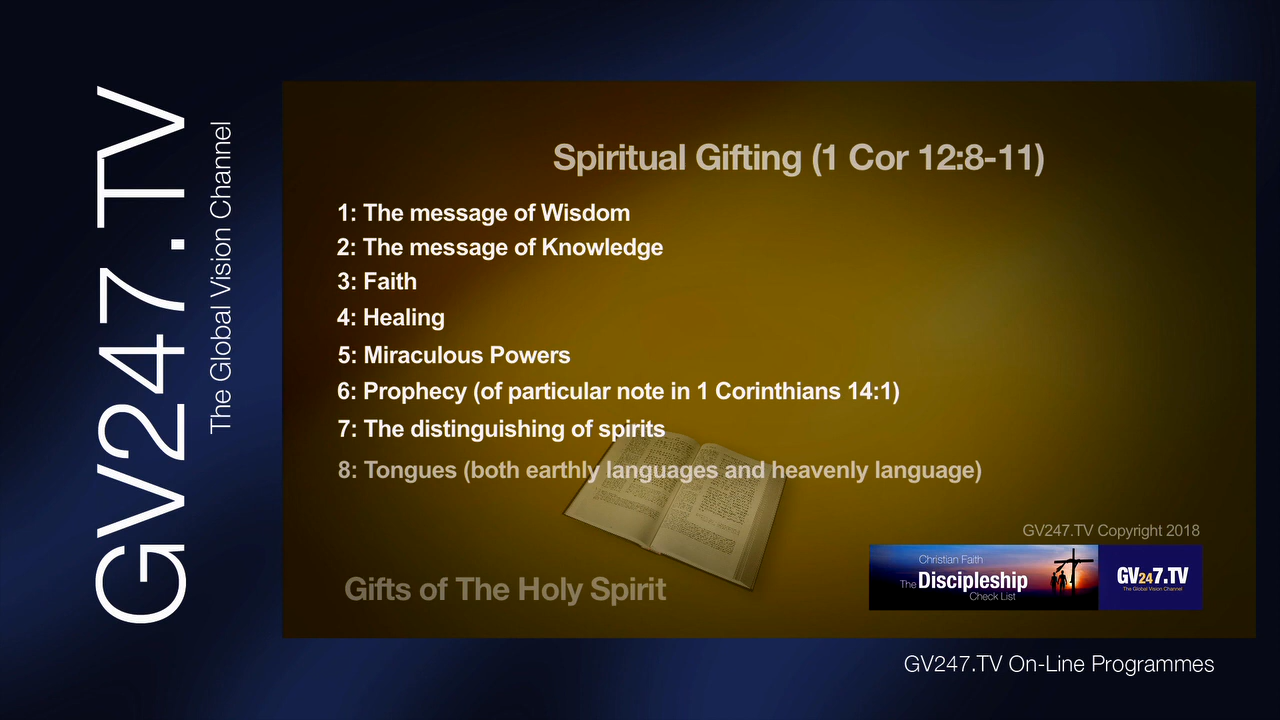 GV247.TV
The Global Vision Channel
Spiritual Gifting (1 Cor 12:8-11)
1: The message of Wisdom
2: The message of Knowledge
3: Faith
4: Healing
5: Miraculous Powers
6: Prophecy (of particular note in 1 Corinthians 14:1)
7: The distinguishing of spirits
8: Tongues (both earthly languages and heavenly language)
GV247.TV Copyright 2018
Christian Faith
The Discipleship
Check List
GV247.TV
The Global Vision Channel
Gifts of The Holy Spirit
GV247.TV On-Line Programmes